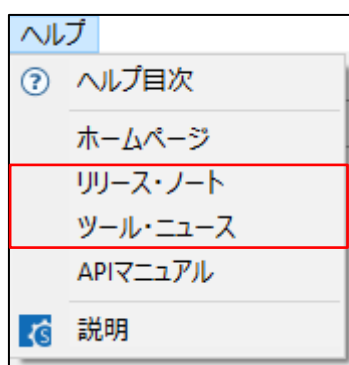 ヘルプ
ヘルプ目次
ホームページ
リリース・ノート
ツール・ニュース
APIマニュアル
説明